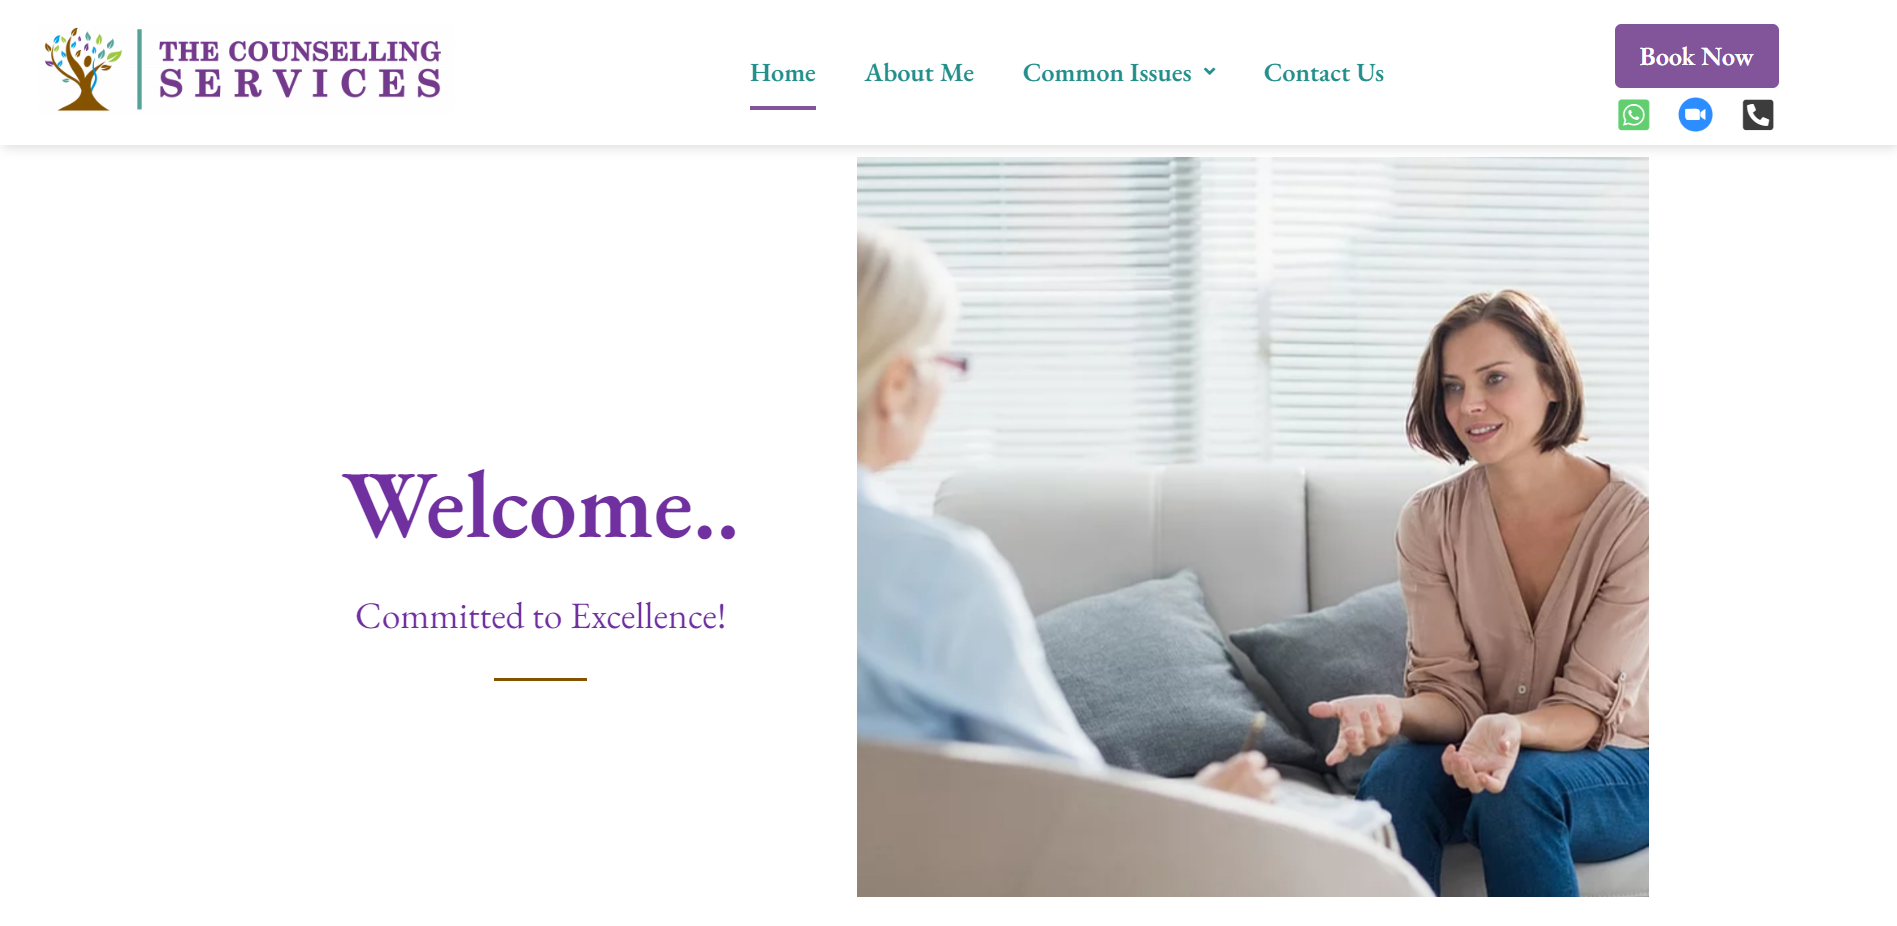 THE COUNSELLING
SERVICES
Home
About Me
Common Issues
Contact Us
Book Now
Welcome..
Committed to Excellence!